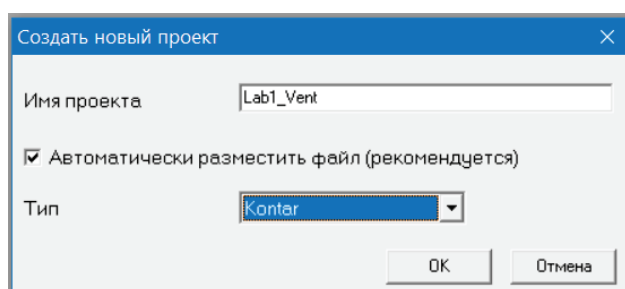 Создать новый проект
Имя проекта Lab1_Vent
Автоматически разместить файл (рекомендуется)
Тип Kontar
OK Отмена